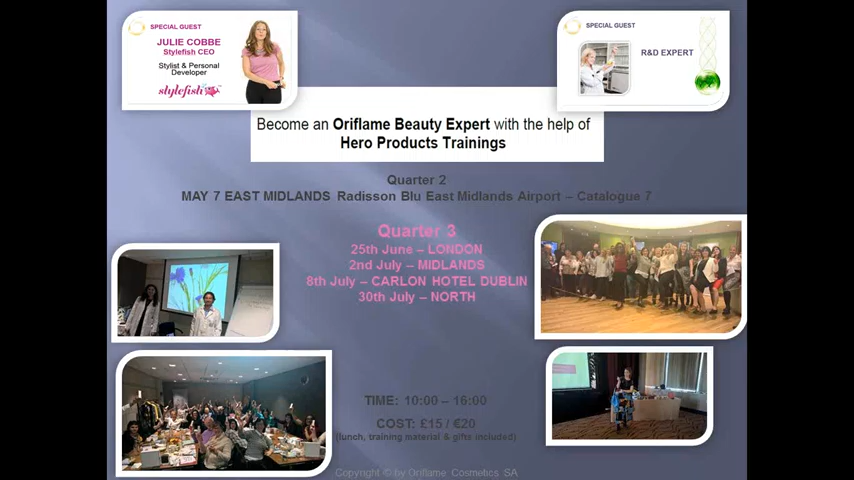 SPECIAL GUEST
JULIE COBBE
Stylefish CEO
Stylist & Personal
Developer
stylefish
SPECIAL GUEST
R&D EXPERT
Become an Oriflame Beauty Expert with the help of
Hero Products Trainings
Quarter 2
MAY 7 EAST MIDLANDS Radisson Blu East Midlands Airport – Catalogue 7
Quarter 3
25th June – LONDON
2nd July – MIDLANDS
8th July – CARLON HOTEL DUBLIN
30th July – NORTH
TIME: 10:00 – 16:00
COST: £15 / €20
(lunch, training material & gifts included)
Copyright © by Oriflame Cosmetics SA